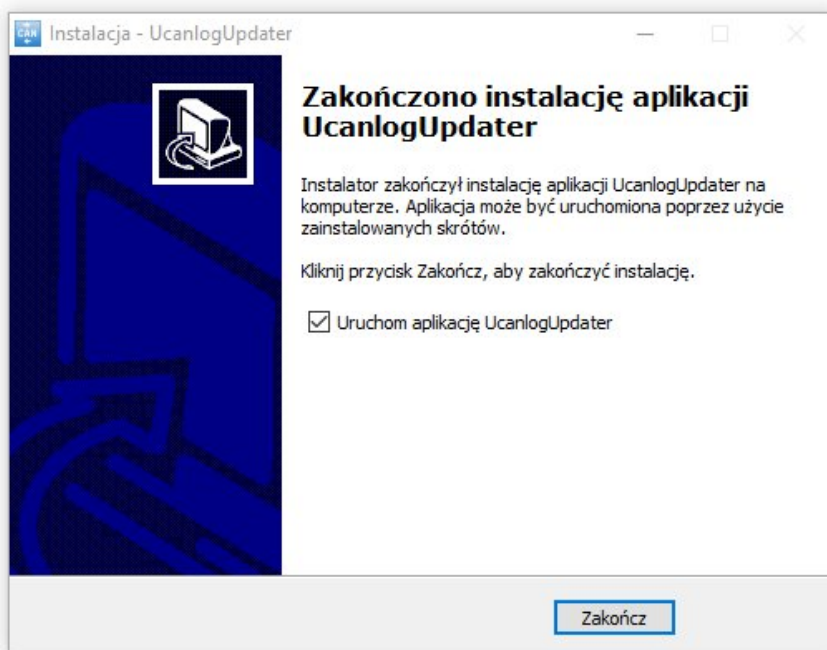 CAN
Instalacja - UcanlogUpdater
Zakończono instalację aplikacji
UcanlogUpdater
Instalator zakończył instalację aplikacji UcanlogUpdater na
komputerze. Aplikacja może być uruchomiona poprzez użycie
zainstalowanych skrótów.
Kliknij przycisk Zakończ, aby zakończyć instalację.
Uruchom aplikację UcanlogUpdater
Zakończ